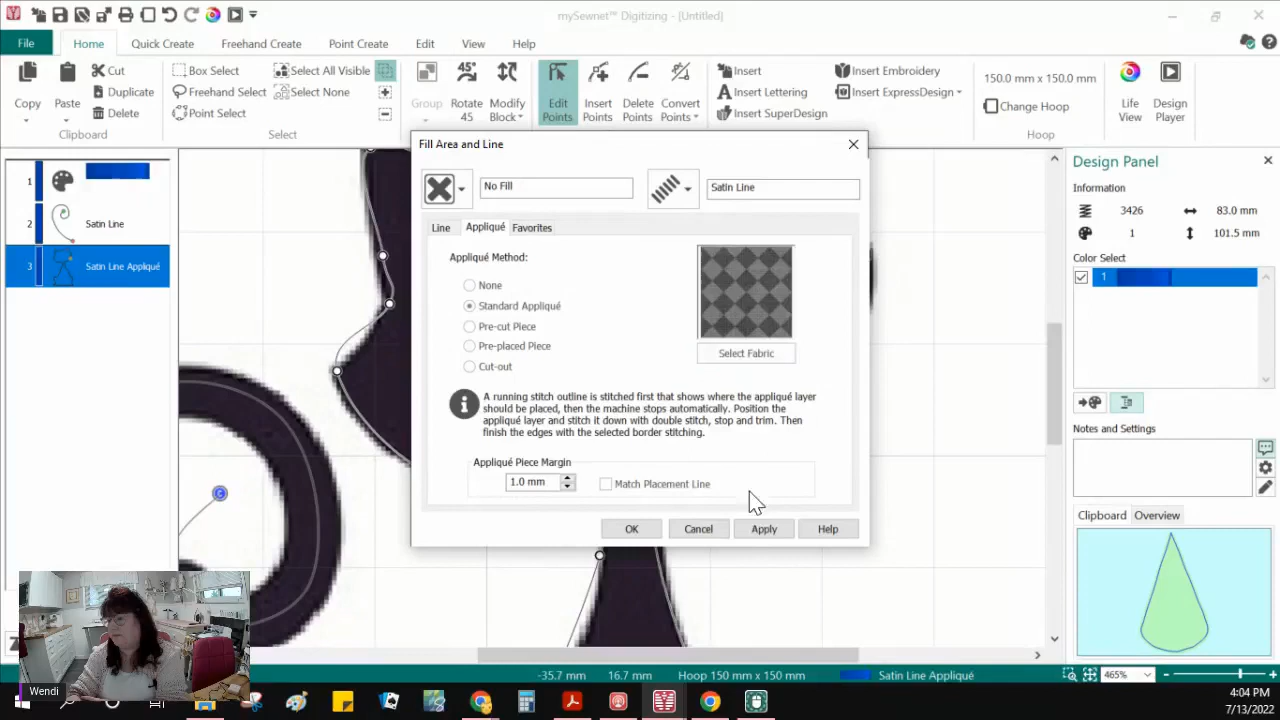 mySewnet™ Digitizing - [Untitled]
File
Home
Quick Create
Freehand Create
Point Create
Edit
View
Help
Copy
Paste
Cut
Duplicate
Delete
Clipboard
Box Select
Freehand Select
Point Select
Select All Visible
Select None
Select
Group
Rotate 45
Modify Block
Edit Points
Insert Points
Delete Points
Convert Points
Insert
Insert Lettering
Insert SuperDesign
Insert Embroidery
Insert ExpressDesign
150.0 mm x 150.0 mm
Change Hoop
Hoop
Life View
Design Player
1
2 Satin Line
3 Satin Line Appliqué
Fill Area and Line
No Fill
Satin Line
Line
Appliqué
Favorites
Appliqué Method:
None
Standard Appliqué
Pre-cut Piece
Pre-placed Piece
Cut-out
Select Fabric
A running stitch outline is stitched first that shows where the appliqué layer
should be placed, then the machine stops automatically. Position the
appliqué layer and stitch it down with double stitch, stop and trim. Then
finish the edges with the selected border stitching.
Appliqué Piece Margin
1.0 mm
Match Placement Line
OK
Cancel
Apply
Help
Design Panel
Information
3426
83.0 mm
1
101.5 mm
Color Select
1
Notes and Settings
Clipboard
Overview
Wendi
-35.7 mm
16.7 mm
Hoop 150 mm x 150 mm
Satin Line Appliqué
465%
4:04 PM
7/13/2022